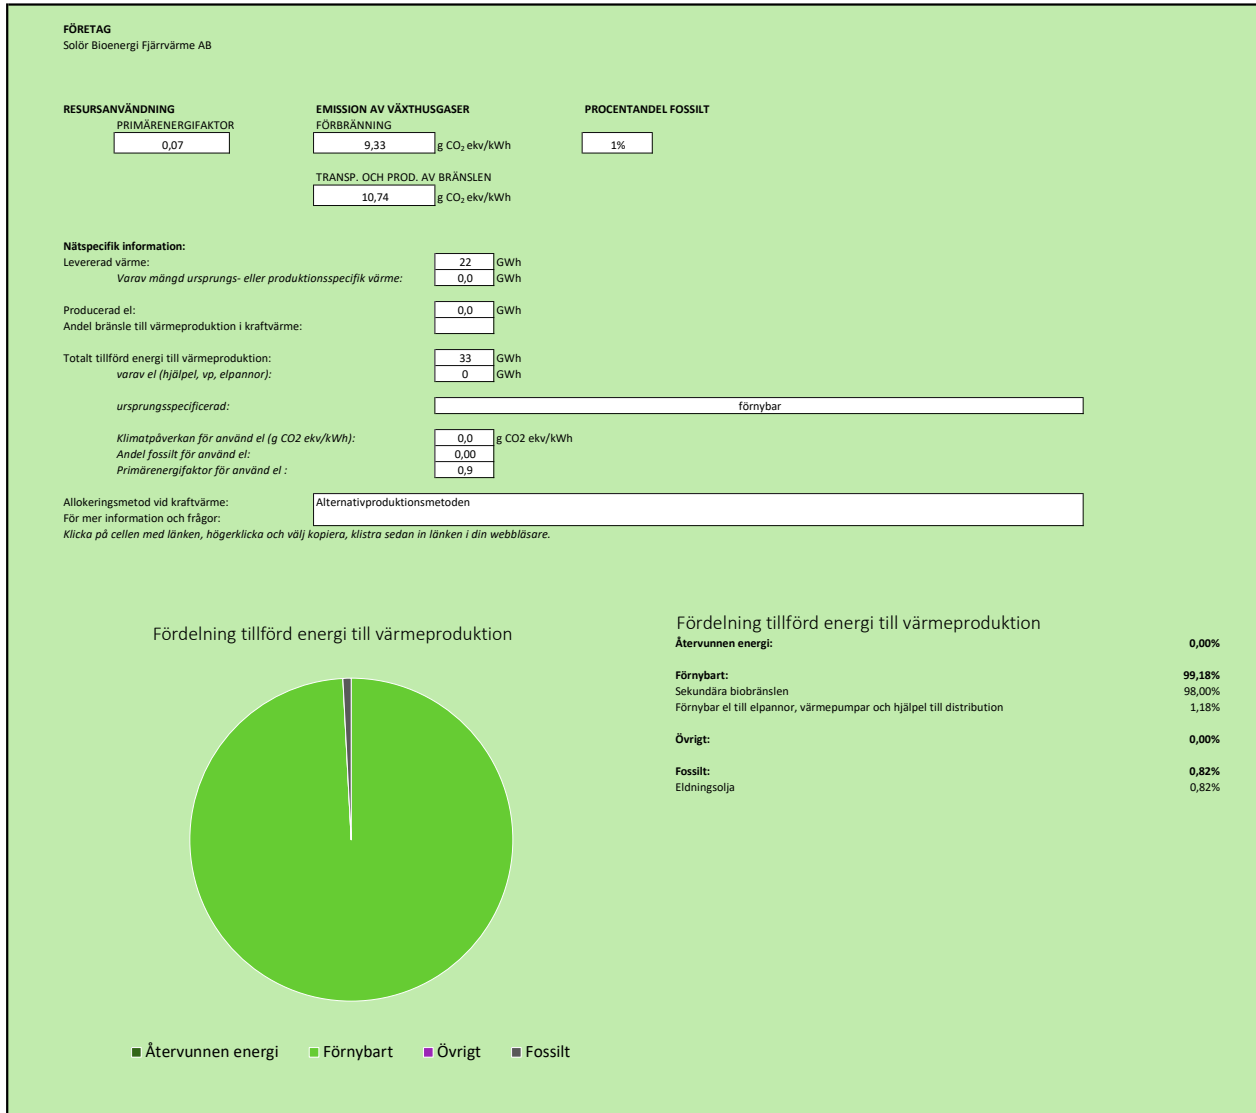 FÖRETAG
Solör Bioenergi Fjärrvärme AB
RESURSANVÄNDNING EMISSION AV VÄXTHUSGASER PROCENTANDEL FOSSILT
PRIMÄRENERGIFAKTOR FÖRBRÄNNING
0,07 9,33 g CO₂ ekv/kWh 1%
TRANSP. OCH PROD. AV BRÄNSLEN
10,74 g CO₂ ekv/kWh
Nätspecifik information:
Levererad värme: 22 GWh
Varav mängd ursprungs- eller produktionsspecifik värme: 0,0 GWh
Producerad el: 0,0 GWh
Andel bränsle till värmeproduktion i kraftvärme:
Totalt tillförd energi till värmeproduktion: 33 GWh
varav el (hjälpel, vp, elpannor): 0 GWh
ursprungsspecificerad: förnybar
Klimatpåverkan för använd el (g CO2 ekv/kWh): 0,0 g CO2 ekv/kWh
Andel fossilt för använd el: 0,00
Primärenergifaktor för använd el : 0,9
Allokeringsmetod vid kraftvärme: Alternativproduktionsmetoden
För mer information och frågor:
Klicka på cellen med länken, högerklicka och välj kopiera, klistra sedan in länken i din webbläsare.
Fördelning tillförd energi till värmeproduktion
Återvunnen energi Förnybart Övrigt Fossilt
Fördelning tillförd energi till värmeproduktion
Återvunnen energi: 0,00%
Förnybart: 99,18%
Sekundära biobränslen 98,00%
Förnybar el till elpannor, värmepumpar och hjälpel till distribution 1,18%
Övrigt: 0,00%
Fossilt: 0,82%
Eldningsolja 0,82%